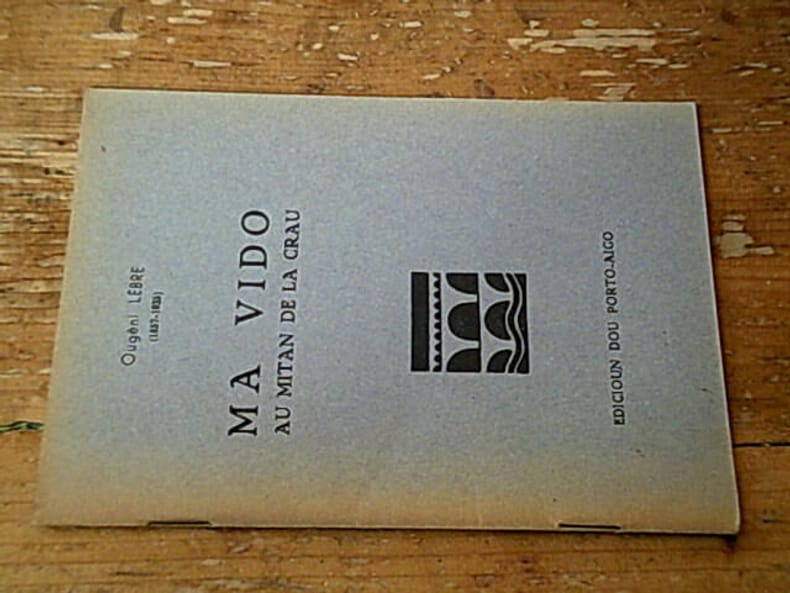 Ougèni LÈBRE
MA VIDO
AU MITAN DE LA CRAU
EDICIOUN DOU PORTO-AIGO